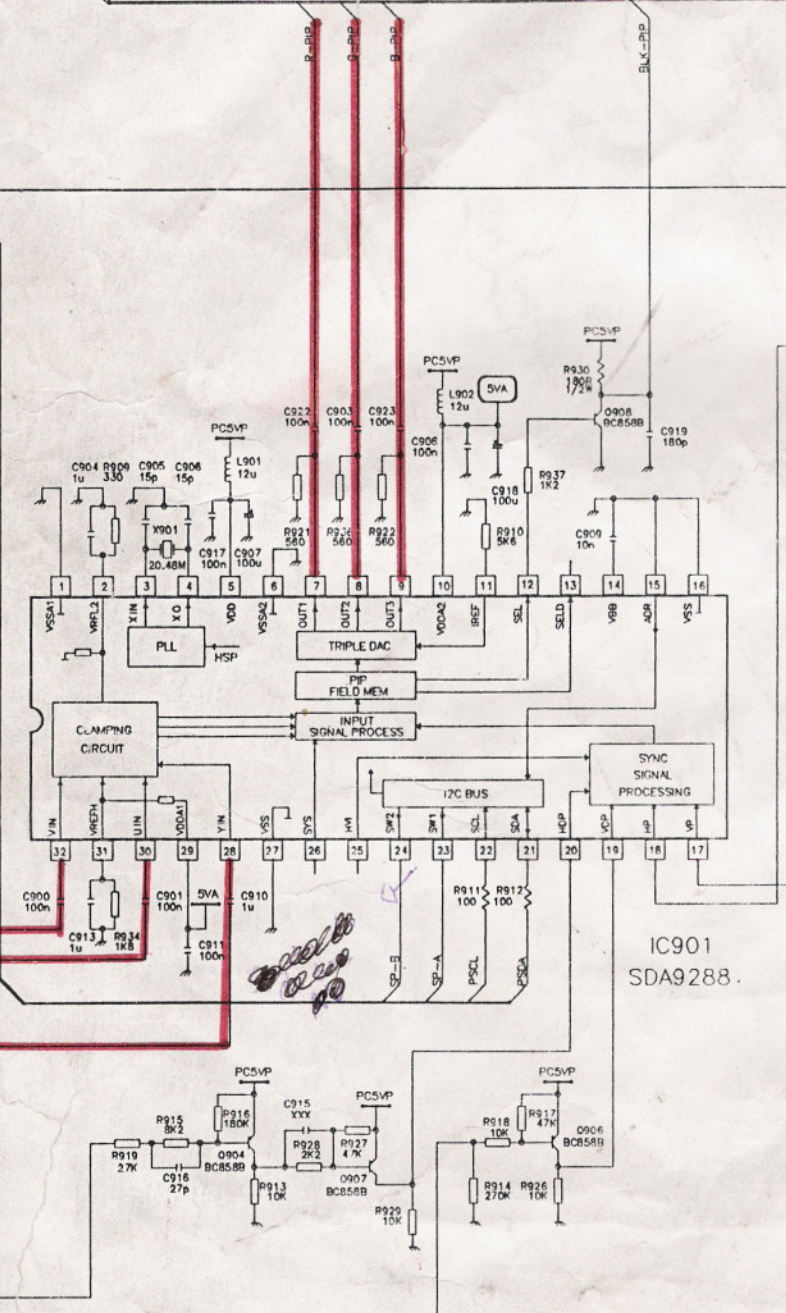 R-PIP G-PIP B-PIP BLK-PIP
PC5VP
R930
180R
1/2W
Q908
BC858B
C919
180p
PC5VP
L902
12u
5VA
C922
100n
C903
100n
C923
100n
C906
100n
PC5VP
L901
12u
C904
1u
R909
330
C905
15p
C906
15p
X901
20.48M
C917
100n
C907
100u
R921
560
560
R922
560
C918
100u
R910
5K6
R937
1K2
C909
10n
1 2 3 4 5 6 7 8 9 10 11 12 13 14 15 16
VSSA1 VRFL2 XIN XO VDD VSSA2 OUT1 OUT2 OUT3 VDDA2 IREF SEL SELD VBB ADR VSS
PLL
HSP
TRIPLE DAC
PIP
FIELD MEM
INPUT
SIGNAL PROCESS
CLAMPING
CIRCUIT
SYNC
SIGNAL
PROCESSING
I2C BUS
VIN VREFH UIN VDDA1 YIN VSS SYS HVI SW2 SW1 SCL SDA HDP VDP HP VP
32 31 30 29 28 27 26 25 24 23 22 21 20 19 18 17
C900
100n
C913
1u
R934
1K8
C901
100n
5VA
C911
100n
C910
1u
R911
100
R912
100
SP-B SP-A PSCL PSDA
IC901
SDA9288.
PC5VP
R916
180K
R915
8K2
R919
27K
C916
27p
Q904
BC858B
R913
10K
C915
XXX
R928
2K2
PC5VP
R927
47K
Q907
BC858B
R929
10K
PC5VP
R917
47K
R918
10K
Q906
BC858B
R914
270K
R926
10K